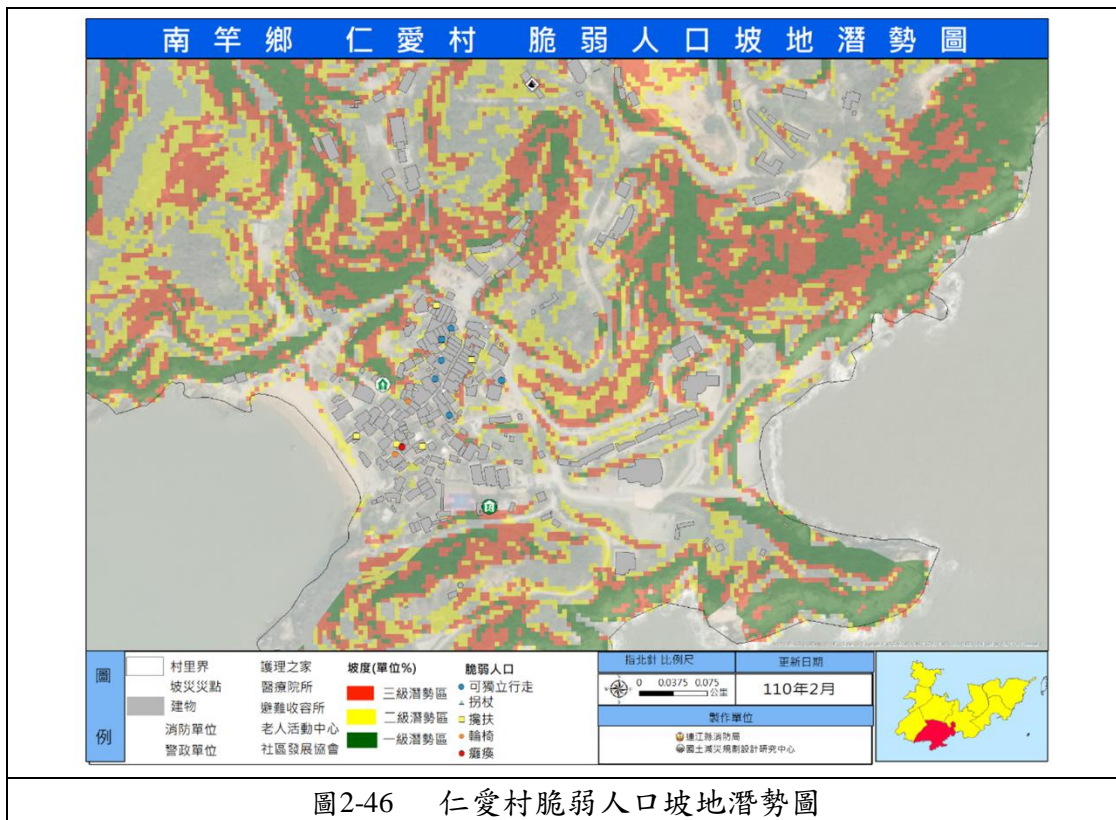 南竿鄉 仁愛村 脆弱人口坡地潛勢圖
圖例
村里界
坡災災點
建物
消防單位
警政單位
護理之家
醫療院所
避難收容所
老人活動中心
社區發展協會
坡度(單位%)
三級潛勢區
二級潛勢區
一級潛勢區
脆弱人口
可獨立行走
拐杖
攙扶
輪椅
癱瘓
指北針 比例尺
0 0.0375 0.075
公里
更新日期
110年2月
製作單位
連江縣消防局
國土減災規劃設計研究中心
圖2-46 仁愛村脆弱人口坡地潛勢圖